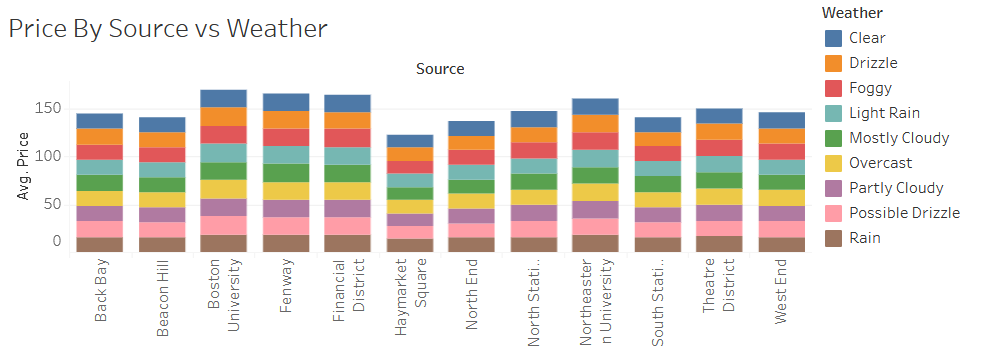 Price By Source vs Weather
Source
Avg. Price
150
100
50
0
Back Bay
Beacon Hill
Boston
University
Fenway
Financial
District
Haymarket
Square
North End
North Stati..
Northeaster
n University
South Stati..
Theatre
District
West End
Weather
Clear
Drizzle
Foggy
Light Rain
Mostly Cloudy
Overcast
Partly Cloudy
Possible Drizzle
Rain